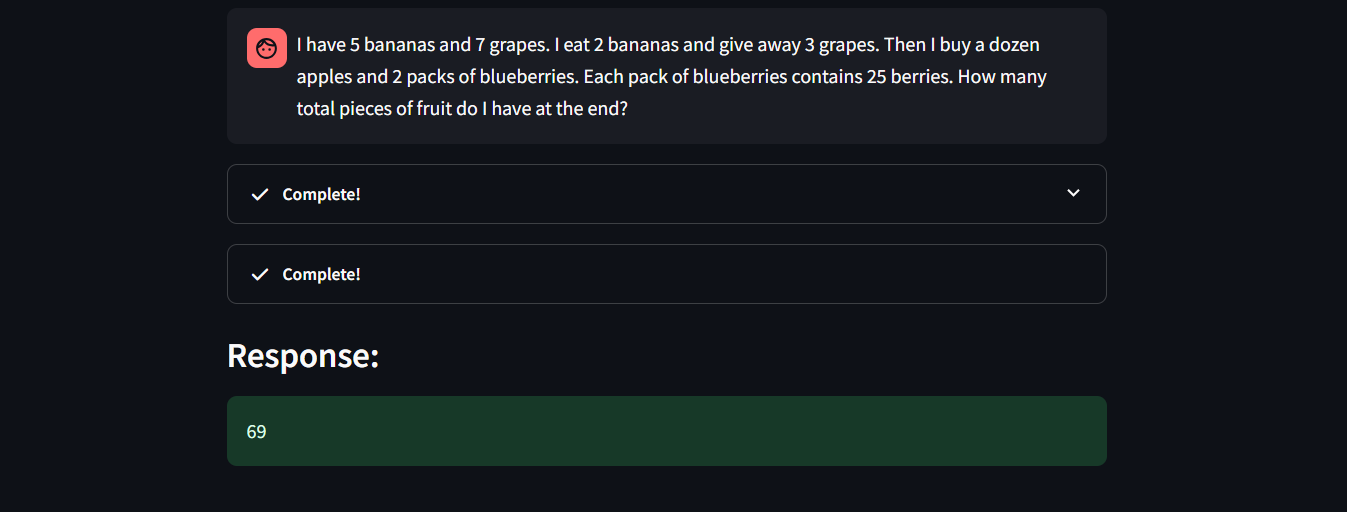 I have 5 bananas and 7 grapes. I eat 2 bananas and give away 3 grapes. Then I buy a dozen
apples and 2 packs of blueberries. Each pack of blueberries contains 25 berries. How many
total pieces of fruit do I have at the end?
Complete!
Complete!
Response:
69